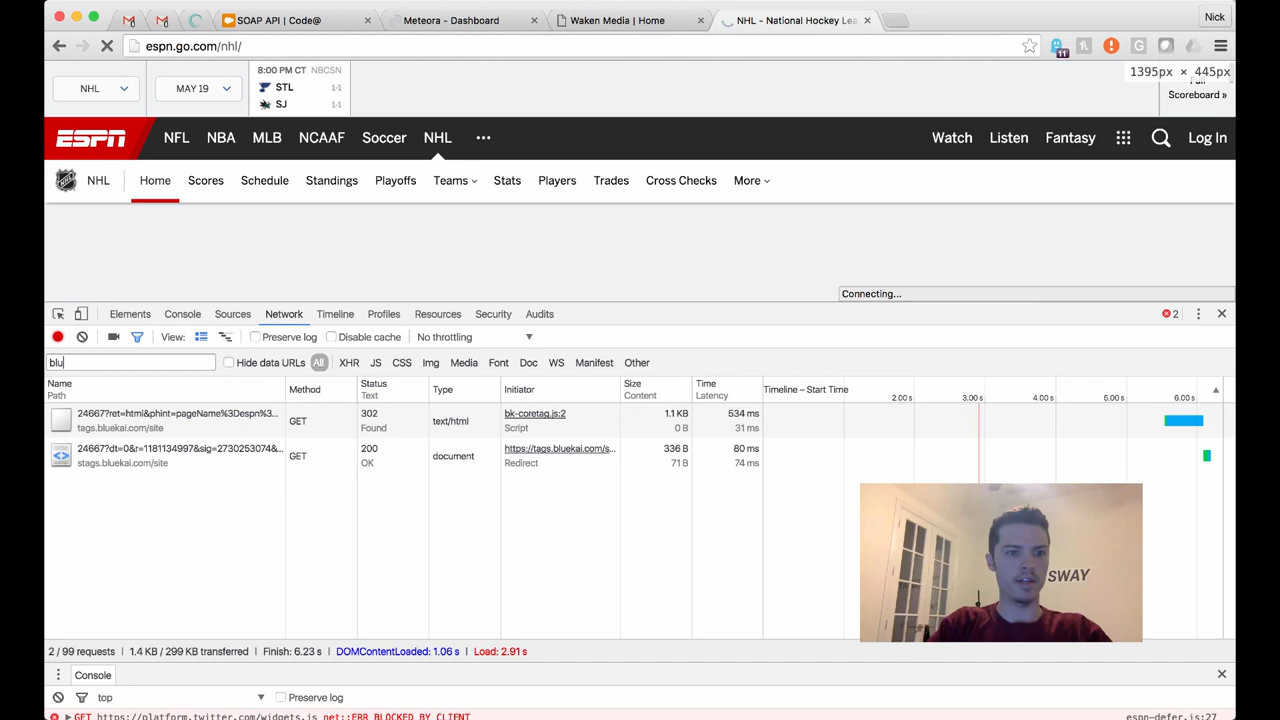 SOAP API | Code@
Meteora - Dashboard
Waken Media | Home
NHL - National Hockey Lea
Nick
espn.go.com/nhl/
11
1395px × 445px
8:00 PM CT NBCSN
NHL
MAY 19
STL 1-1
SJ 1-1
Full
Scoreboard »
ESPN NFL NBA MLB NCAAF Soccer NHL ••• Watch Listen Fantasy Log In
NHL Home Scores Schedule Standings Playoffs Teams Stats Players Trades Cross Checks More
Connecting...
Elements Console Sources Network Timeline Profiles Resources Security Audits 2
View: Preserve log Disable cache No throttling
blu Hide data URLs All XHR JS CSS Img Media Font Doc WS Manifest Other
Name Path Method Status Text Type Initiator Size Content Time Latency Timeline – Start Time 2.00 s 3.00 s 4.00 s 5.00 s 6.00 s
24667?ret=html&phint=pageName%3Despn%3... GET 302 text/html bk-coretag.js:2 1.1 KB 534 ms
tags.bluekai.com/site Found Script 0 B 31 ms
24667?dt=0&r=1181134997&sig=2730253074&... GET 200 document https://tags.bluekai.com/s... 336 B 80 ms
stags.bluekai.com/site OK Redirect 71 B 74 ms
SWAY
2 / 99 requests | 1.4 KB / 299 KB transferred | Finish: 6.23 s | DOMContentLoaded: 1.06 s | Load: 2.91 s
Console
top Preserve log
GET https://platform.twitter.com/widgets.js net::ERR_BLOCKED_BY_CLIENT espn-defer.js:27